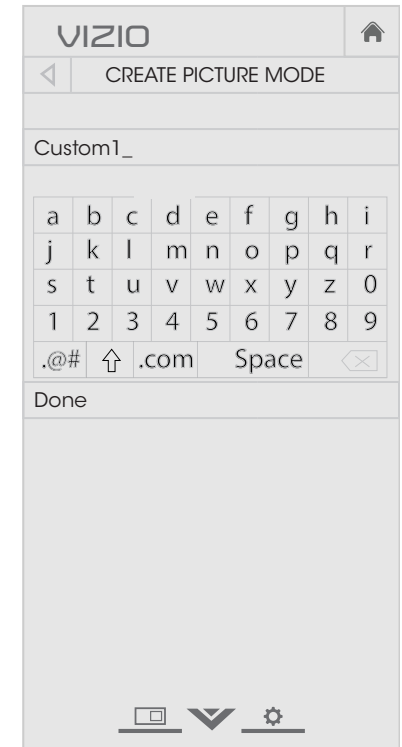 VIZIO
CREATE PICTURE MODE
Custom1_
a b c d e f g h i
j k l m n o p q r
s t u v w x y z 0
1 2 3 4 5 6 7 8 9
.@# .com Space
Done